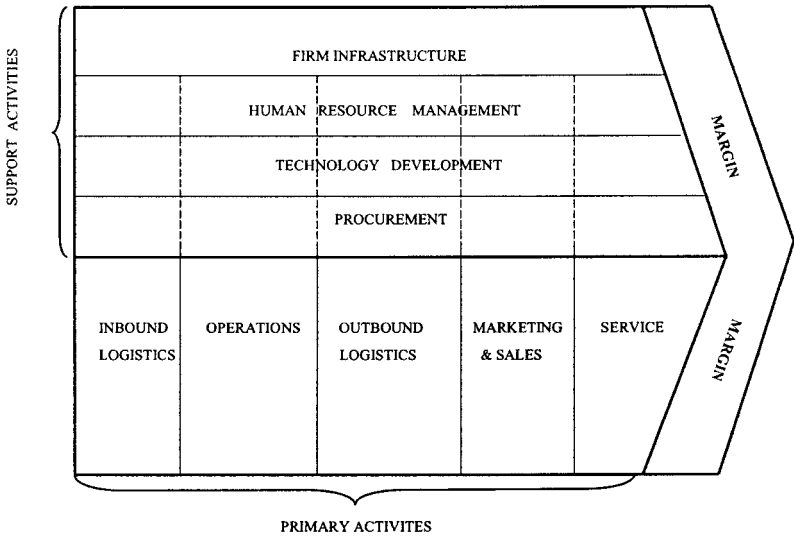 SUPPORT ACTIVITIES
FIRM INFRASTRUCTURE
HUMAN RESOURCE MANAGEMENT
TECHNOLOGY DEVELOPMENT
PROCUREMENT
MARGIN
INBOUND
LOGISTICS
OPERATIONS
OUTBOUND
LOGISTICS
MARKETING
& SALES
SERVICE
MARGIN
PRIMARY ACTIVITES